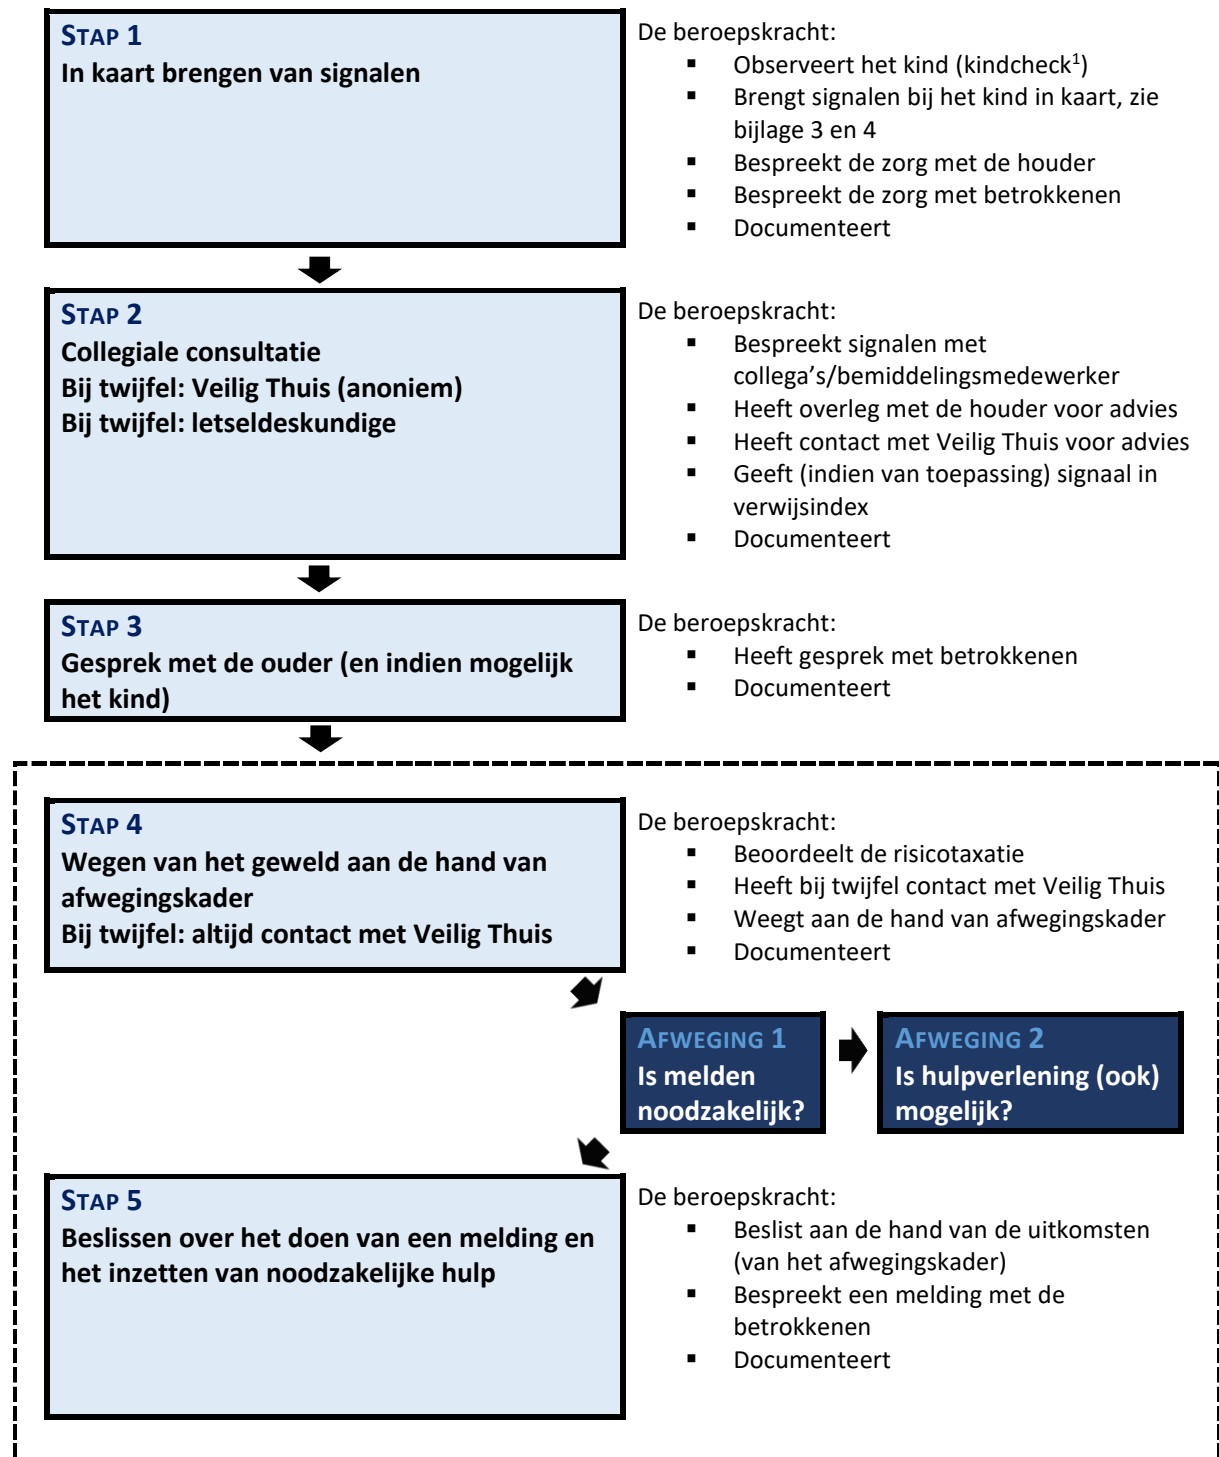 STAP 1
In kaart brengen van signalen
De beroepskracht:
▪ Observeert het kind (kindcheck¹)
▪ Brengt signalen bij het kind in kaart, zie
bijlage 3 en 4
▪ Bespreekt de zorg met de houder
▪ Bespreekt de zorg met betrokkenen
▪ Documenteert
STAP 2
Collegiale consultatie
Bij twijfel: Veilig Thuis (anoniem)
Bij twijfel: letseldeskundige
De beroepskracht:
▪ Bespreekt signalen met
collega’s/bemiddelingsmedewerker
▪ Heeft overleg met de houder voor advies
▪ Heeft contact met Veilig Thuis voor advies
▪ Geeft (indien van toepassing) signaal in
verwijsindex
▪ Documenteert
STAP 3
Gesprek met de ouder (en indien mogelijk
het kind)
De beroepskracht:
▪ Heeft gesprek met betrokkenen
▪ Documenteert
STAP 4
Wegen van het geweld aan de hand van
afwegingskader
Bij twijfel: altijd contact met Veilig Thuis
De beroepskracht:
▪ Beoordeelt de risicotaxatie
▪ Heeft bij twijfel contact met Veilig Thuis
▪ Weegt aan de hand van afwegingskader
▪ Documenteert
AFWEGING 1
Is melden
noodzakelijk?
AFWEGING 2
Is hulpverlening (ook)
mogelijk?
STAP 5
Beslissen over het doen van een melding en
het inzetten van noodzakelijke hulp
De beroepskracht:
▪ Beslist aan de hand van de uitkomsten
(van het afwegingskader)
▪ Bespreekt een melding met de
betrokkenen
▪ Documenteert